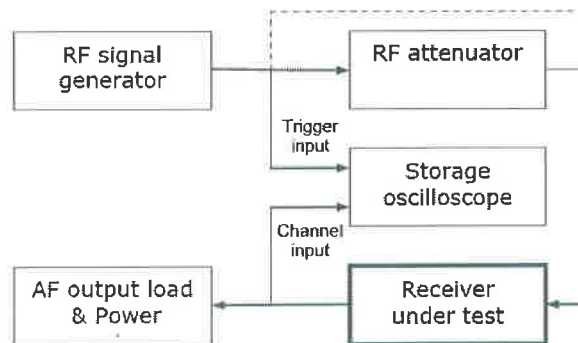 RF signal
generator
RF attenuator
Trigger
input
Storage
oscilloscope
Channel
input
AF output load
& Power
Receiver
under test